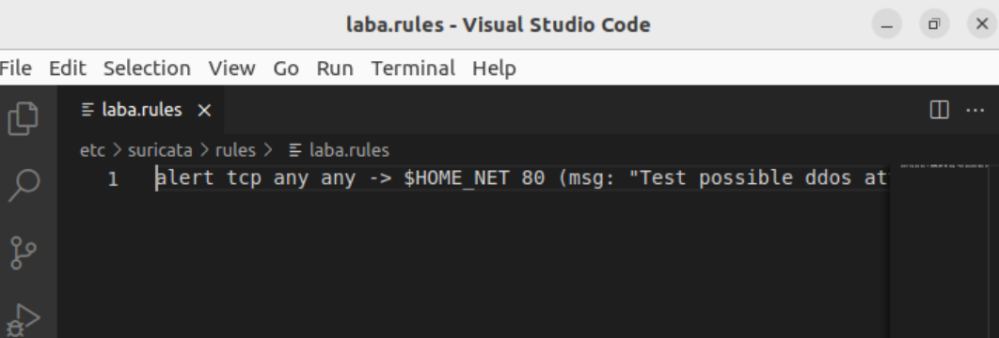 laba.rules - Visual Studio Code
File Edit Selection View Go Run Terminal Help
laba.rules
etc > suricata > rules > laba.rules
1 alert tcp any any -> $HOME_NET 80 (msg: "Test possible ddos at